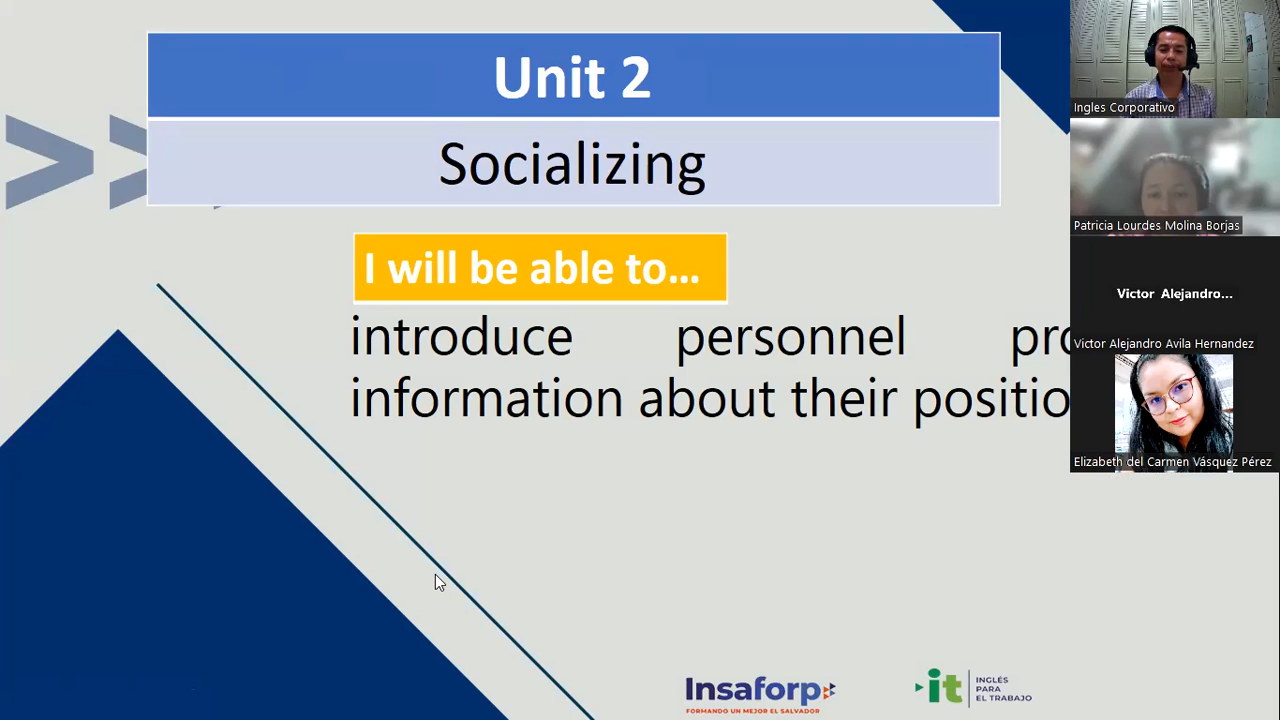 Unit 2
Socializing
I will be able to...
introduce personnel
information about their
Insaforp
FORMANDO UN MEJOR EL SALVADOR
it
INGLÉS
PARA
EL TRABAJO
Ingles Corporativo
Patricia Lourdes Molina Borjas
Victor Alejandro...
Victor Alejandro Avila Hernandez
Elizabeth del Carmen Vásquez Pérez